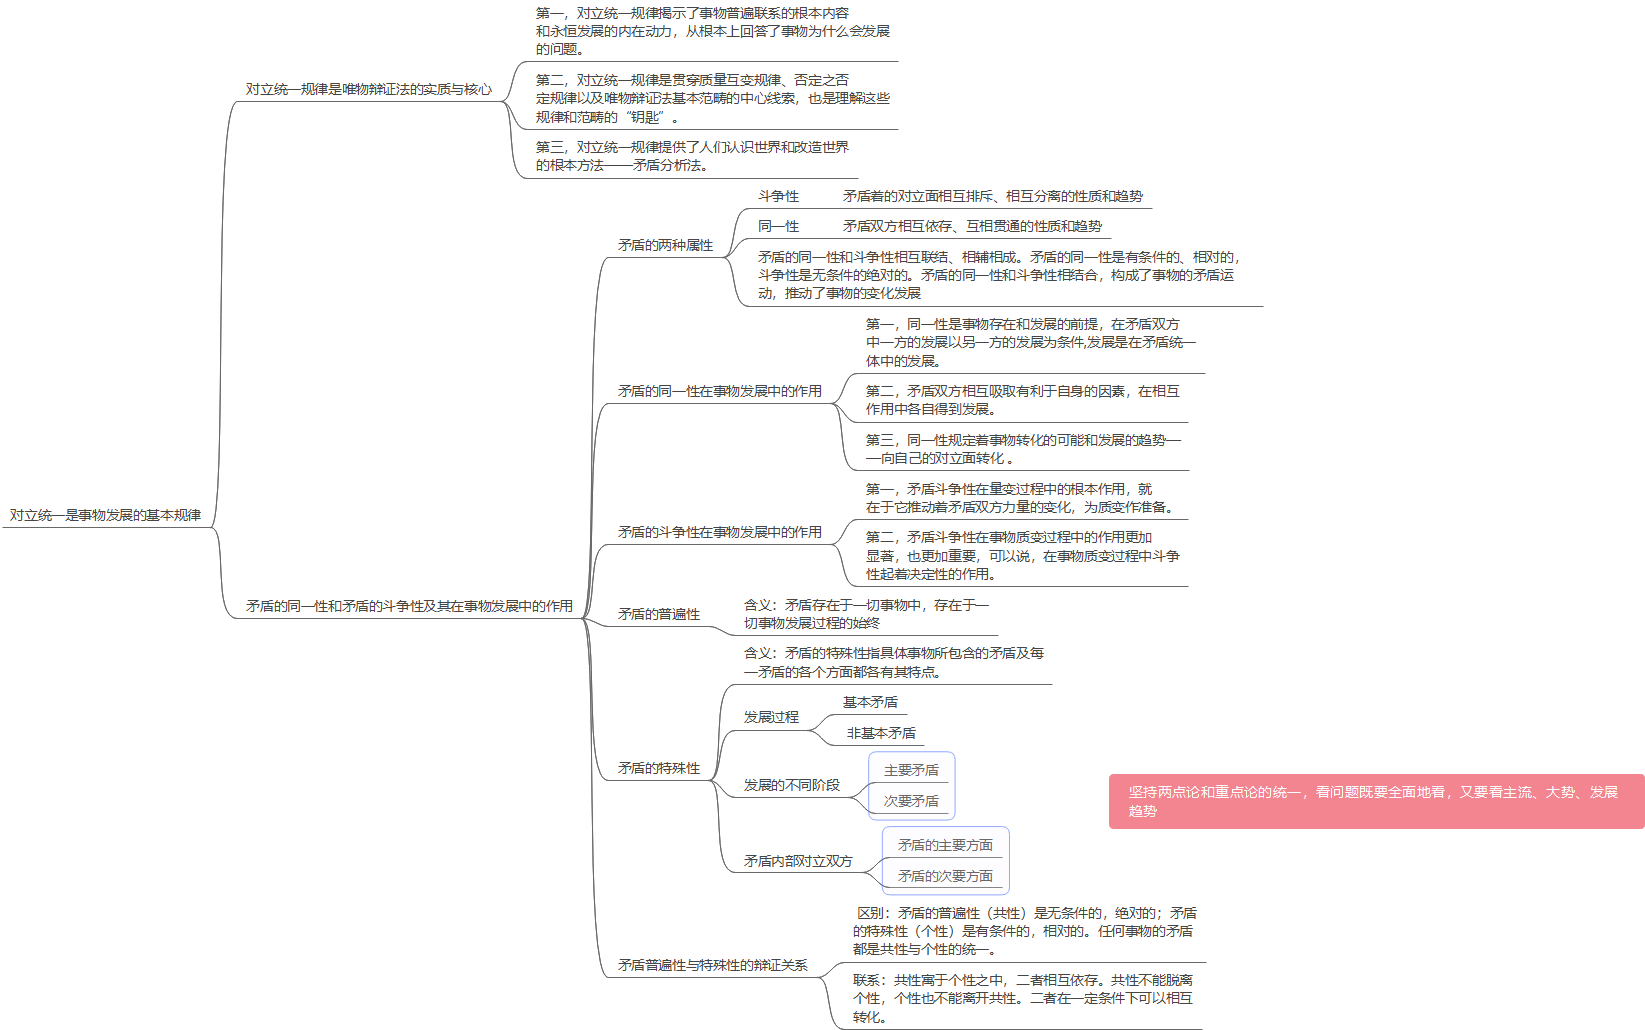 对立统一是事物发展的基本规律
对立统一规律是唯物辩证法的实质与核心
第一，对立统一规律揭示了事物普遍联系的根本内容
和永恒发展的内在动力，从根本上回答了事物为什么会发展
的问题。
第二，对立统一规律是贯穿质量互变规律、否定之否
定规律以及唯物辩证法基本范畴的中心线索，也是理解这些
规律和范畴的“钥匙”。
第三，对立统一规律提供了人们认识世界和改造世界
的根本方法——矛盾分析法。
矛盾的同一性和矛盾的斗争性及其在事物发展中的作用
矛盾的两种属性
斗争性
矛盾着的对立面相互排斥、相互分离的性质和趋势
同一性
矛盾双方相互依存、互相贯通的性质和趋势
矛盾的同一性和斗争性相互联结、相辅相成。矛盾的同一性是有条件的、相对的，
斗争性是无条件的绝对的。矛盾的同一性和斗争性相结合，构成了事物的矛盾运
动，推动了事物的变化发展
矛盾的同一性在事物发展中的作用
第一，同一性是事物存在和发展的前提，在矛盾双方
中一方的发展以另一方的发展为条件,发展是在矛盾统一
体中的发展。
第二，矛盾双方相互吸取有利于自身的因素，在相互
作用中各自得到发展。
第三，同一性规定着事物转化的可能和发展的趋势—
—向自己的对立面转化 。
矛盾的斗争性在事物发展中的作用
第一，矛盾斗争性在量变过程中的根本作用，就
在于它推动着矛盾双方力量的变化，为质变作准备。
第二，矛盾斗争性在事物质变过程中的作用更加
显著，也更加重要，可以说，在事物质变过程中斗争
性起着决定性的作用。
矛盾的普遍性
含义：矛盾存在于一切事物中，存在于一
切事物发展过程的始终
矛盾的特殊性
含义：矛盾的特殊性指具体事物所包含的矛盾及每
一矛盾的各个方面都各有其特点。
发展过程
基本矛盾
非基本矛盾
发展的不同阶段
主要矛盾
次要矛盾
坚持两点论和重点论的统一，看问题既要全面地看，又要看主流、大势、发展
趋势
矛盾内部对立双方
矛盾的主要方面
矛盾的次要方面
矛盾普遍性与特殊性的辩证关系
区别：矛盾的普遍性（共性）是无条件的，绝对的；矛盾
的特殊性（个性）是有条件的，相对的。任何事物的矛盾
都是共性与个性的统一。
联系：共性寓于个性之中，二者相互依存。共性不能脱离
个性，个性也不能离开共性。二者在一定条件下可以相互
转化。